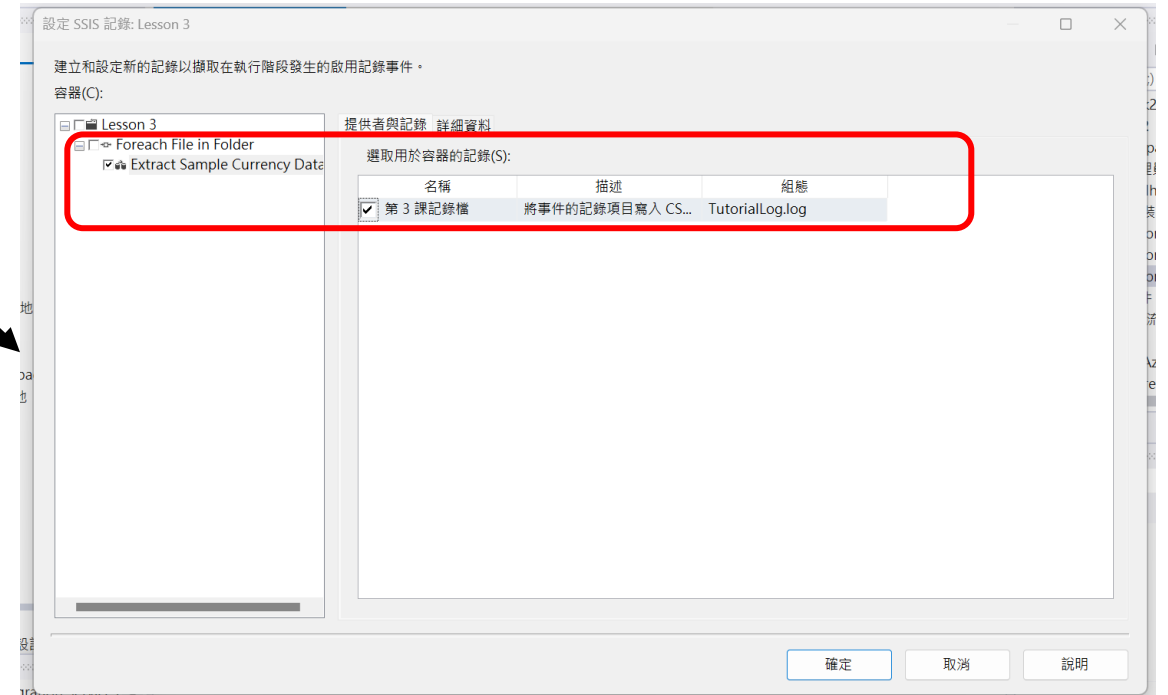 設定 SSIS 記錄: Lesson 3
建立和設定新的記錄以擷取在執行階段發生的啟用記錄事件。
容器(C):
Lesson 3
Foreach File in Folder
Extract Sample Currency Data
提供者與記錄 詳細資料
選取用於容器的記錄(S):
名稱 描述 組態
第 3 課記錄檔 將事件的記錄項目寫入 CS... TutorialLog.log
確定 取消 說明